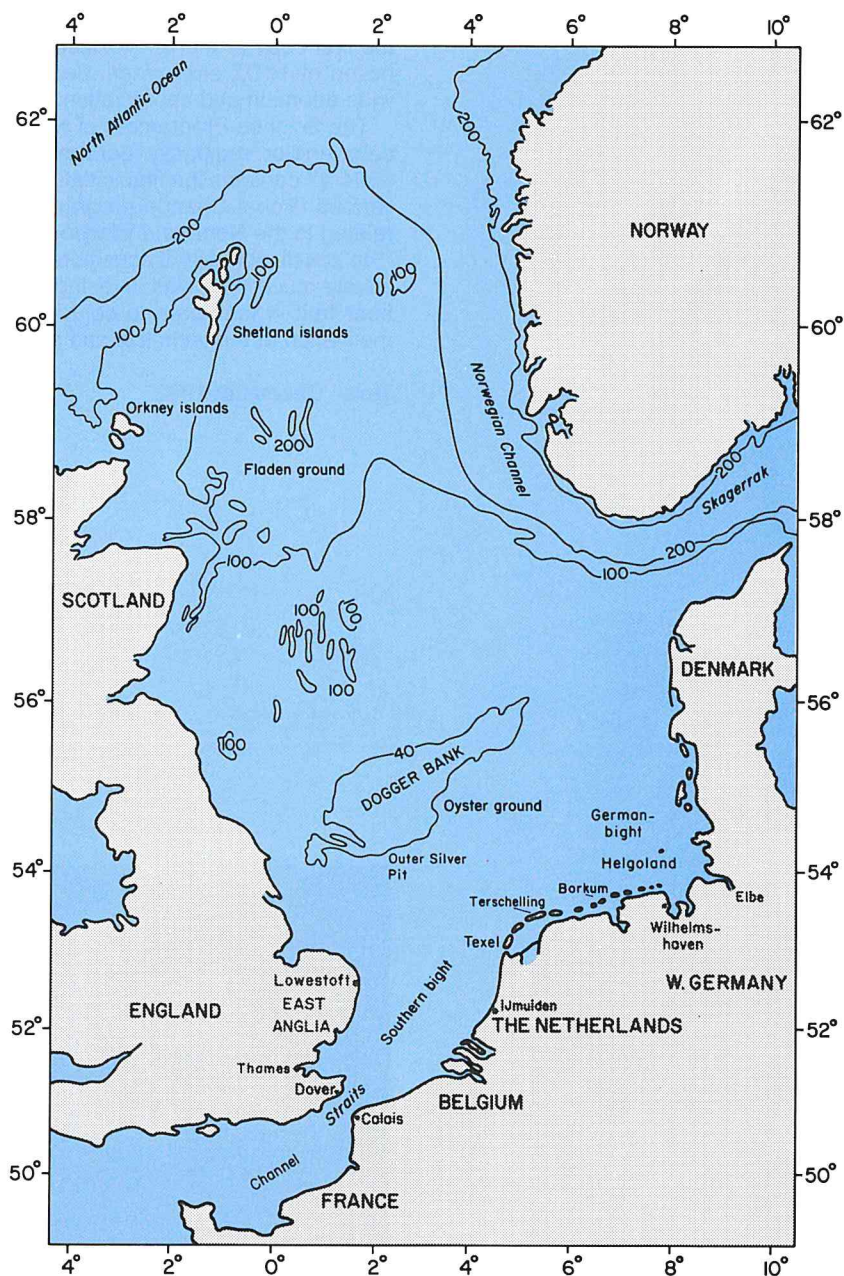 4° 2° 0° 2° 4° 6° 8° 10°
62°
62°
North Atlantic Ocean
200
200
NORWAY
100
100
60°
60°
100
Shetland islands
Orkney islands
Norwegian Channel
200
Fladen ground
200
Skagerrak
58°
58°
200
100
100
SCOTLAND
100
100
DENMARK
100
56°
56°
100
40
DOGGER BANK
Oyster ground
German-
bight
Outer Silver
Pit
Helgoland
54°
54°
Borkum
Elbe
Terschelling
Texel
Wilhelms-
haven
Lowestoft
W. GERMANY
ENGLAND
EAST
ANGLIA
Southern bight
IJmuiden
52°
52°
THE NETHERLANDS
Thames
Dover
Straits
BELGIUM
Calais
50°
50°
Channel
FRANCE
4° 2° 0° 2° 4° 6° 8° 10°